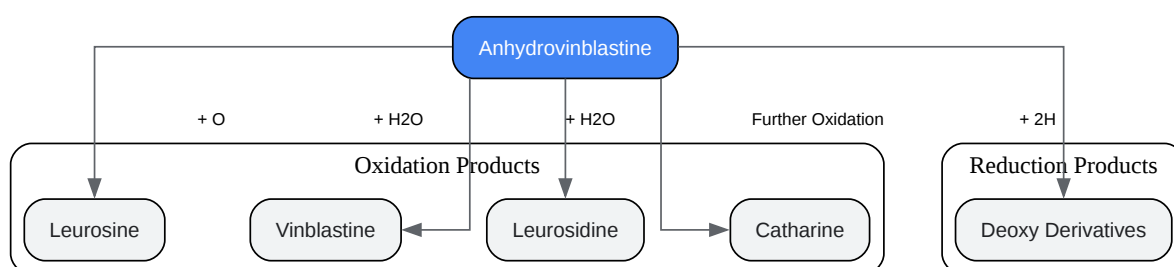 Anhydrovinblastine
+ O
+ H2O
+ H2O
Further Oxidation
+ 2H
Oxidation Products
Reduction Products
Leurosine
Vinblastine
Leurosidine
Catharine
Deoxy Derivatives